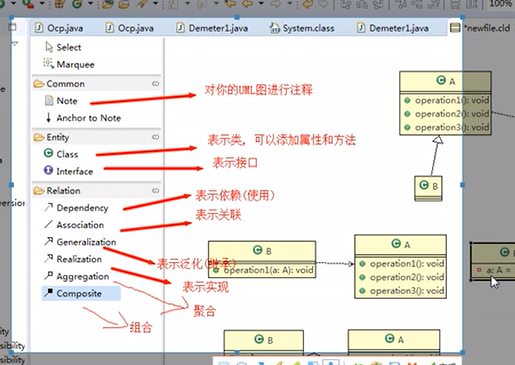 100%
Ocp.java
Ocp.java
Demeter1.java
System.class
Demeter1.java
*newfile.cld
Select
Marquee
Common
Note
对你的UML图进行注释
Anchor to Note
Entity
Class
表示类, 可以添加属性和方法
Interface
表示接口
Relation
Dependency
表示依赖(使用)
Association
表示关联
Generalization
表示泛化(继承)
Realization
表示实现
Aggregation
聚合
Composite
组合
A
operation1(): void
operation2(): void
operation3(): void
B
B
operation1(a: A): void
A
operation1(): void
operation2(): void
operation3(): void
B
a: A =
B
A
version
sibility
sibility